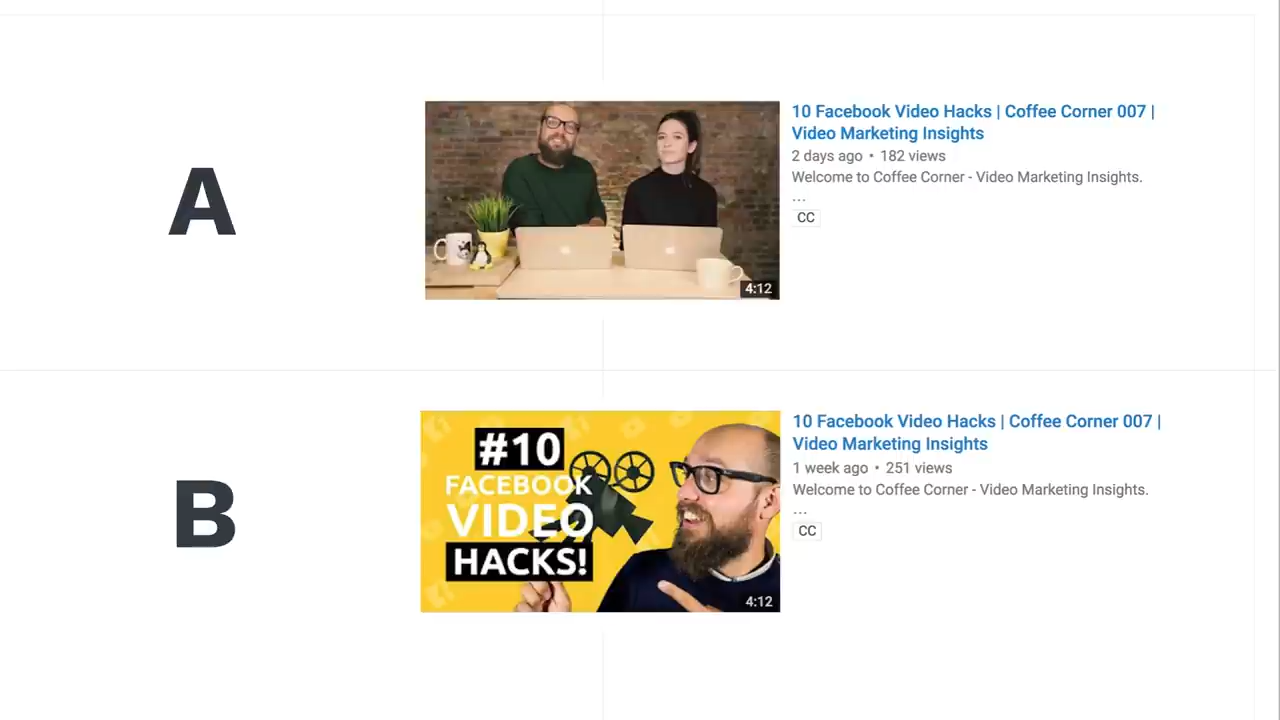 A
10 Facebook Video Hacks | Coffee Corner 007 |
Video Marketing Insights
2 days ago • 182 views
Welcome to Coffee Corner - Video Marketing Insights.
...
CC
4:12
B
#10
FACEBOOK
VIDEO
HACKS!
4:12
10 Facebook Video Hacks | Coffee Corner 007 |
Video Marketing Insights
1 week ago • 251 views
Welcome to Coffee Corner - Video Marketing Insights.
...
CC